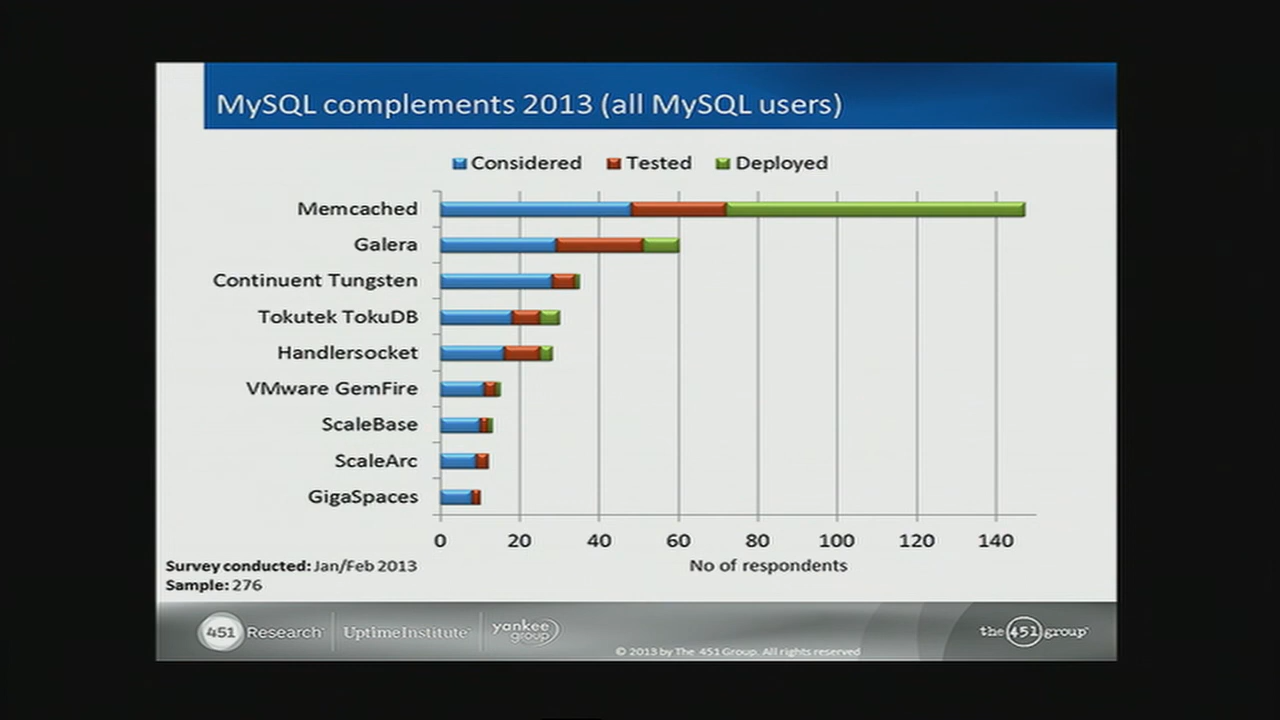 MySQL complements 2013 (all MySQL users)
Considered Tested Deployed
Memcached
Galera
Continuent Tungsten
Tokutek TokuDB
Handlersocket
VMware GemFire
ScaleBase
ScaleArc
GigaSpaces
0 20 40 60 80 100 120 140
No of respondents
Survey conducted: Jan/Feb 2013
Sample: 276
451 Research
UptimeInstitute
yankee group
the 451 group
© 2013 by The 451 Group. All rights reserved